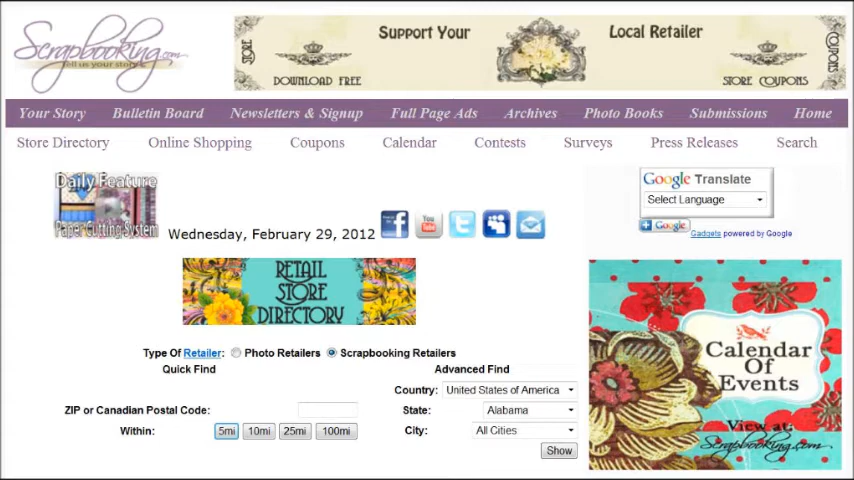 Scrapbooking.com
Tell us your story
Support Your
Local Retailer
STORE
DOWNLOAD FREE
STORE COUPONS
COUPONS
Your Story
Bulletin Board
Newsletters & Signup
Full Page Ads
Archives
Photo Books
Submissions
Home
Store Directory
Online Shopping
Coupons
Calendar
Contests
Surveys
Press Releases
Search
Daily Feature
Paper Cutting System
Wednesday, February 29, 2012
You
Google Translate
Select Language
Google
Gadgets powered by Google
RETAIL
STORE
DIRECTORY
Type Of Retailer:
Photo Retailers
Scrapbooking Retailers
Quick Find
Advanced Find
Country:
United States of America
ZIP or Canadian Postal Code:
State:
Alabama
Within:
5mi
10mi
25mi
100mi
City:
All Cities
Show
Calendar
Of
Events
View at:
Scrapbooking.com